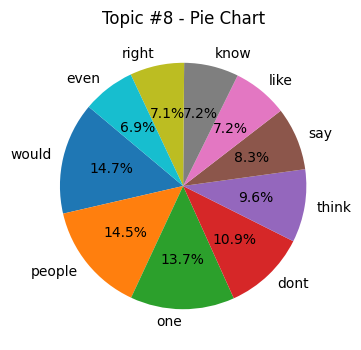 Topic #8 - Pie Chart
right
know
even
like
would
say
people
think
one
dont
7.1%
7.2%
6.9%
7.2%
14.7%
8.3%
14.5%
9.6%
13.7%
10.9%